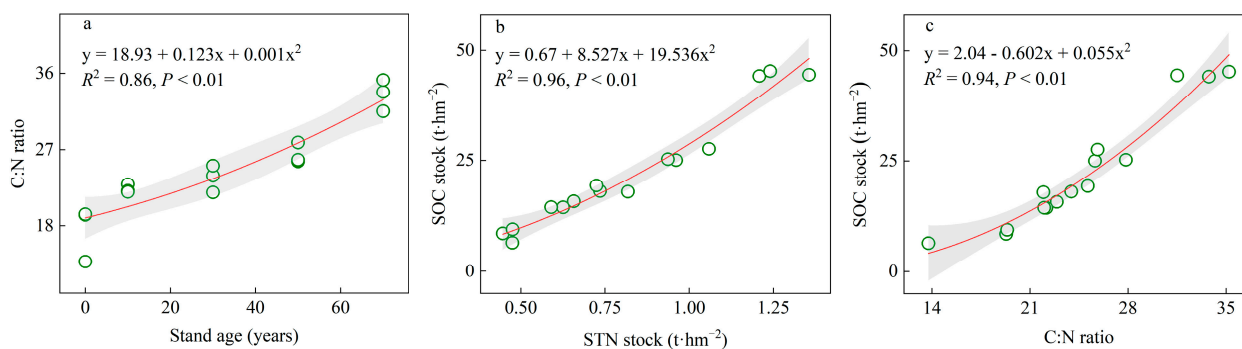 a
y = 18.93 + 0.123x + 0.001x²
R² = 0.86, P < 0.01
36
27
18
C:N ratio
0
20
40
60
Stand age (years)
b
y = 0.67 + 8.527x + 19.536x²
R² = 0.96, P < 0.01
50
25
0
SOC stock (t·hm⁻²)
0.50
0.75
1.00
1.25
STN stock (t·hm⁻²)
c
y = 2.04 - 0.602x + 0.055x²
R² = 0.94, P < 0.01
50
25
0
SOC stock (t·hm⁻²)
14
21
28
35
C:N ratio